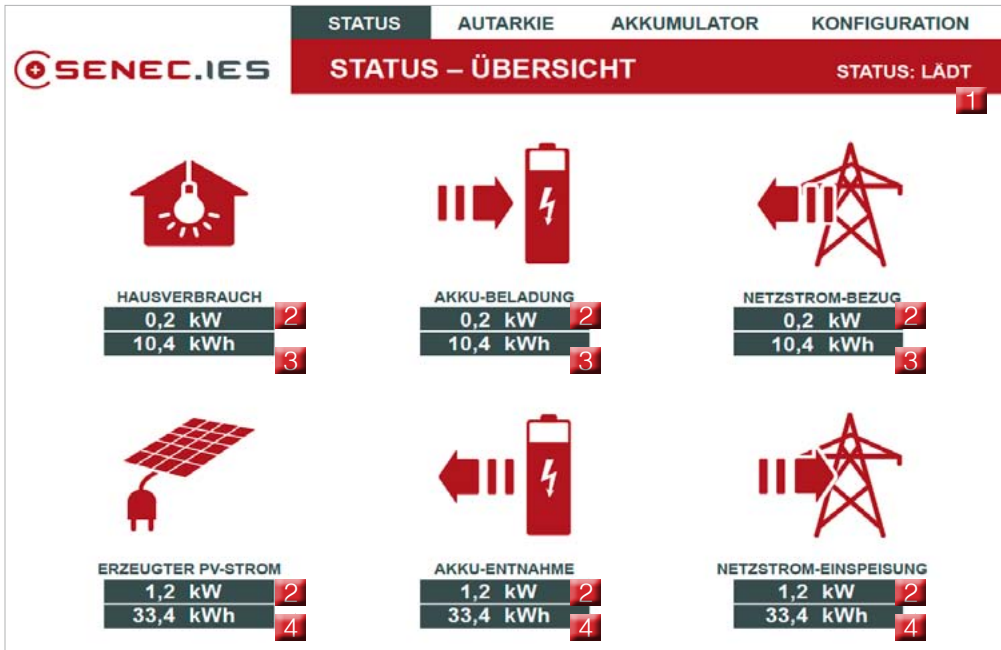 STATUS AUTARKIE AKKUMULATOR KONFIGURATION
SENEC.IES
STATUS – ÜBERSICHT STATUS: LÄDT
1
HAUSVERBRAUCH AKKU-BELADUNG NETZSTROM-BEZUG
0,2 kW 2 0,2 kW 2 0,2 kW 2
10,4 kWh 3 10,4 kWh 3 10,4 kWh 3
ERZEUGTER PV-STROM AKKU-ENTNAHME NETZSTROM-EINSPEISUNG
1,2 kW 2 1,2 kW 2 1,2 kW 2
33,4 kWh 4 33,4 kWh 4 33,4 kWh 4